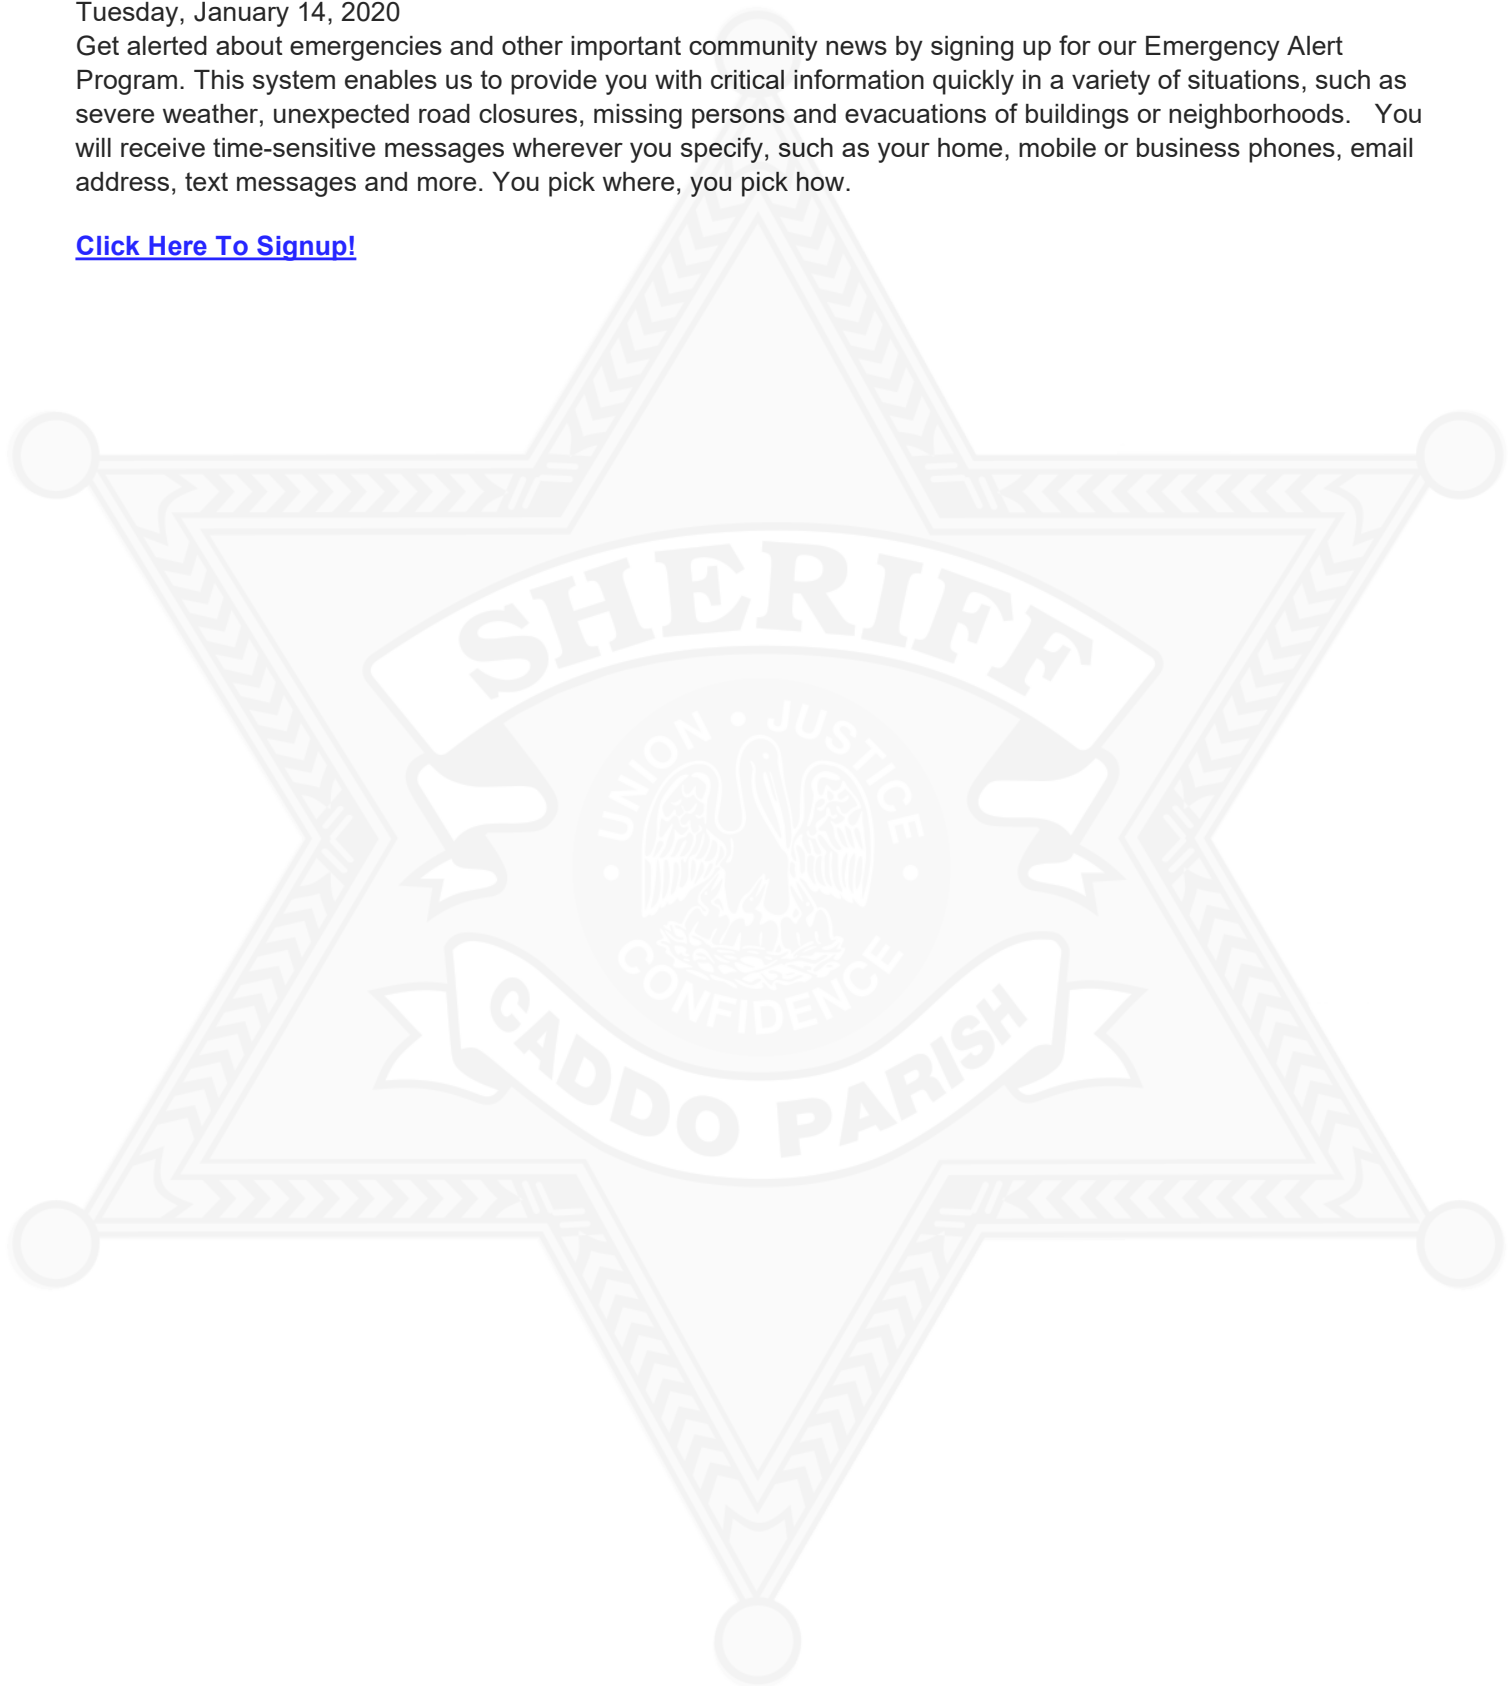 Tuesday, January 14, 2020
Get alerted about emergencies and other important community news by signing up for our Emergency Alert
Program. This system enables us to provide you with critical information quickly in a variety of situations, such as
severe weather, unexpected road closures, missing persons and evacuations of buildings or neighborhoods.   You
will receive time-sensitive messages wherever you specify, such as your home, mobile or business phones, email
address, text messages and more. You pick where, you pick how.
Click Here To Signup!
SHERIFF
UNION • JUSTICE
• CONFIDENCE •
CADDO PARISH